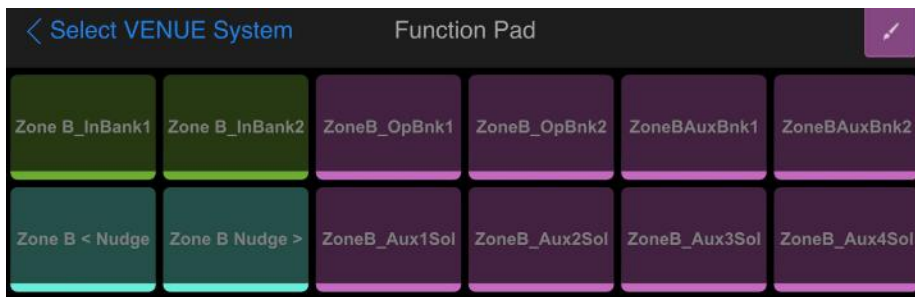 Select VENUE System
Function Pad
Zone B_InBank1
Zone B_InBank2
ZoneB_OpBnk1
ZoneB_OpBnk2
ZoneBAuxBnk1
ZoneBAuxBnk2
Zone B < Nudge
Zone B Nudge >
ZoneB_Aux1Sol
ZoneB_Aux2Sol
ZoneB_Aux3Sol
ZoneB_Aux4Sol